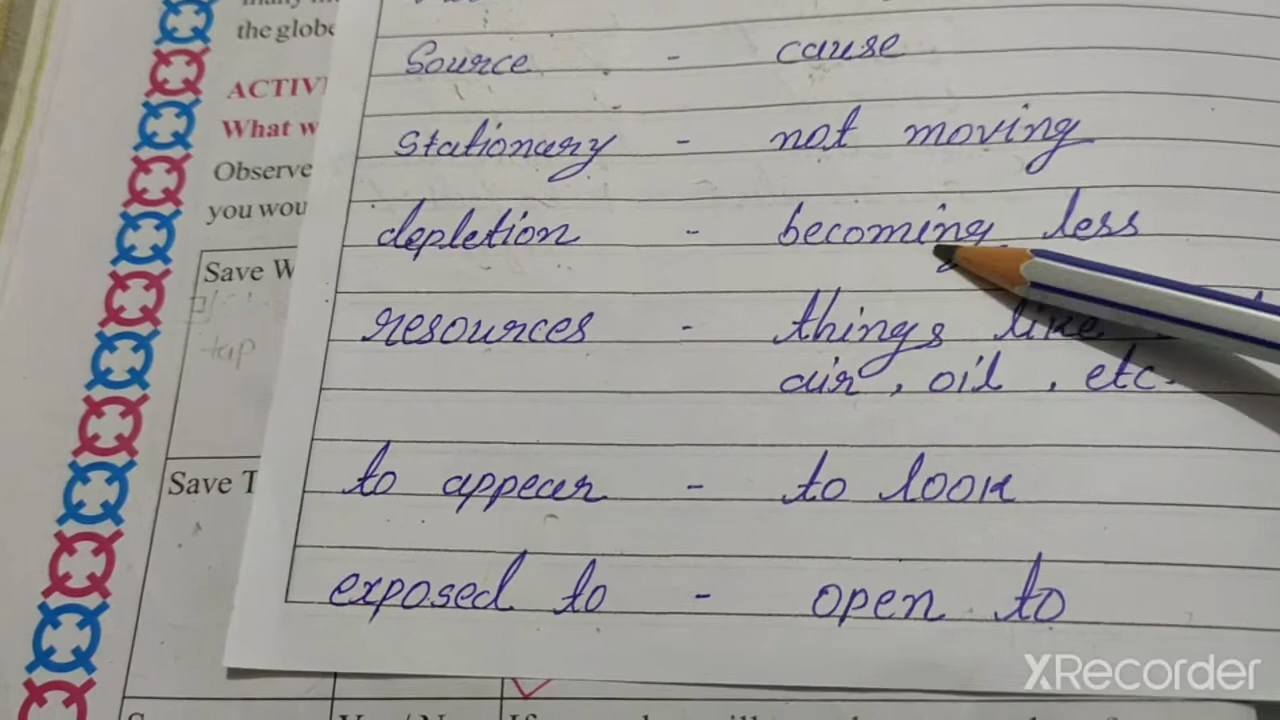 the globe
ACTIV
What w
Observe
you wou
Save W
tap
Save T
Source - cause
stationary - not moving
depletion - becoming less
resources - things like
air, oil, etc.
to appear - to look
exposed to - open to
XRecorder